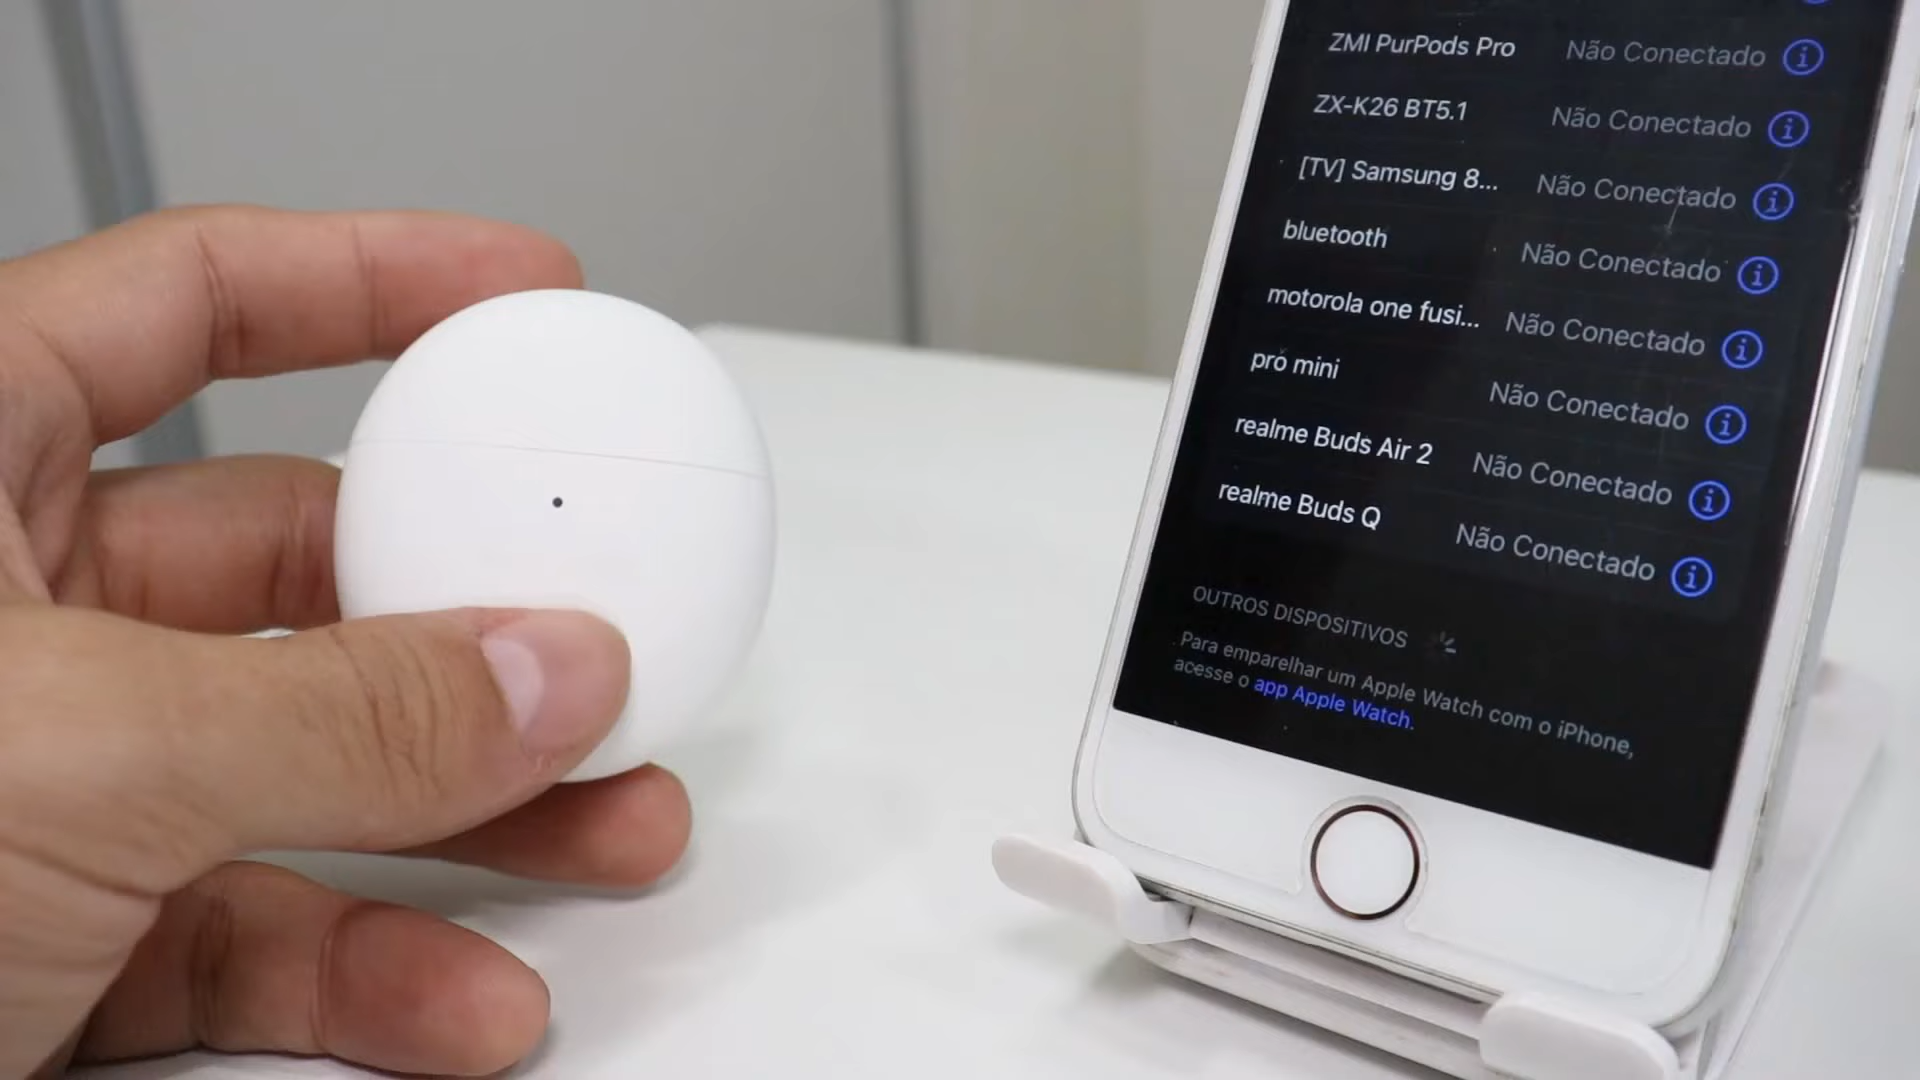 ZMI PurPods Pro Não Conectado
ZX-K26 BT5.1 Não Conectado
[TV] Samsung 8... Não Conectado
bluetooth Não Conectado
motorola one fusi... Não Conectado
pro mini Não Conectado
realme Buds Air 2 Não Conectado
realme Buds Q Não Conectado
OUTROS DISPOSITIVOS
Para emparelhar um Apple Watch com o iPhone,
acesse o app Apple Watch.